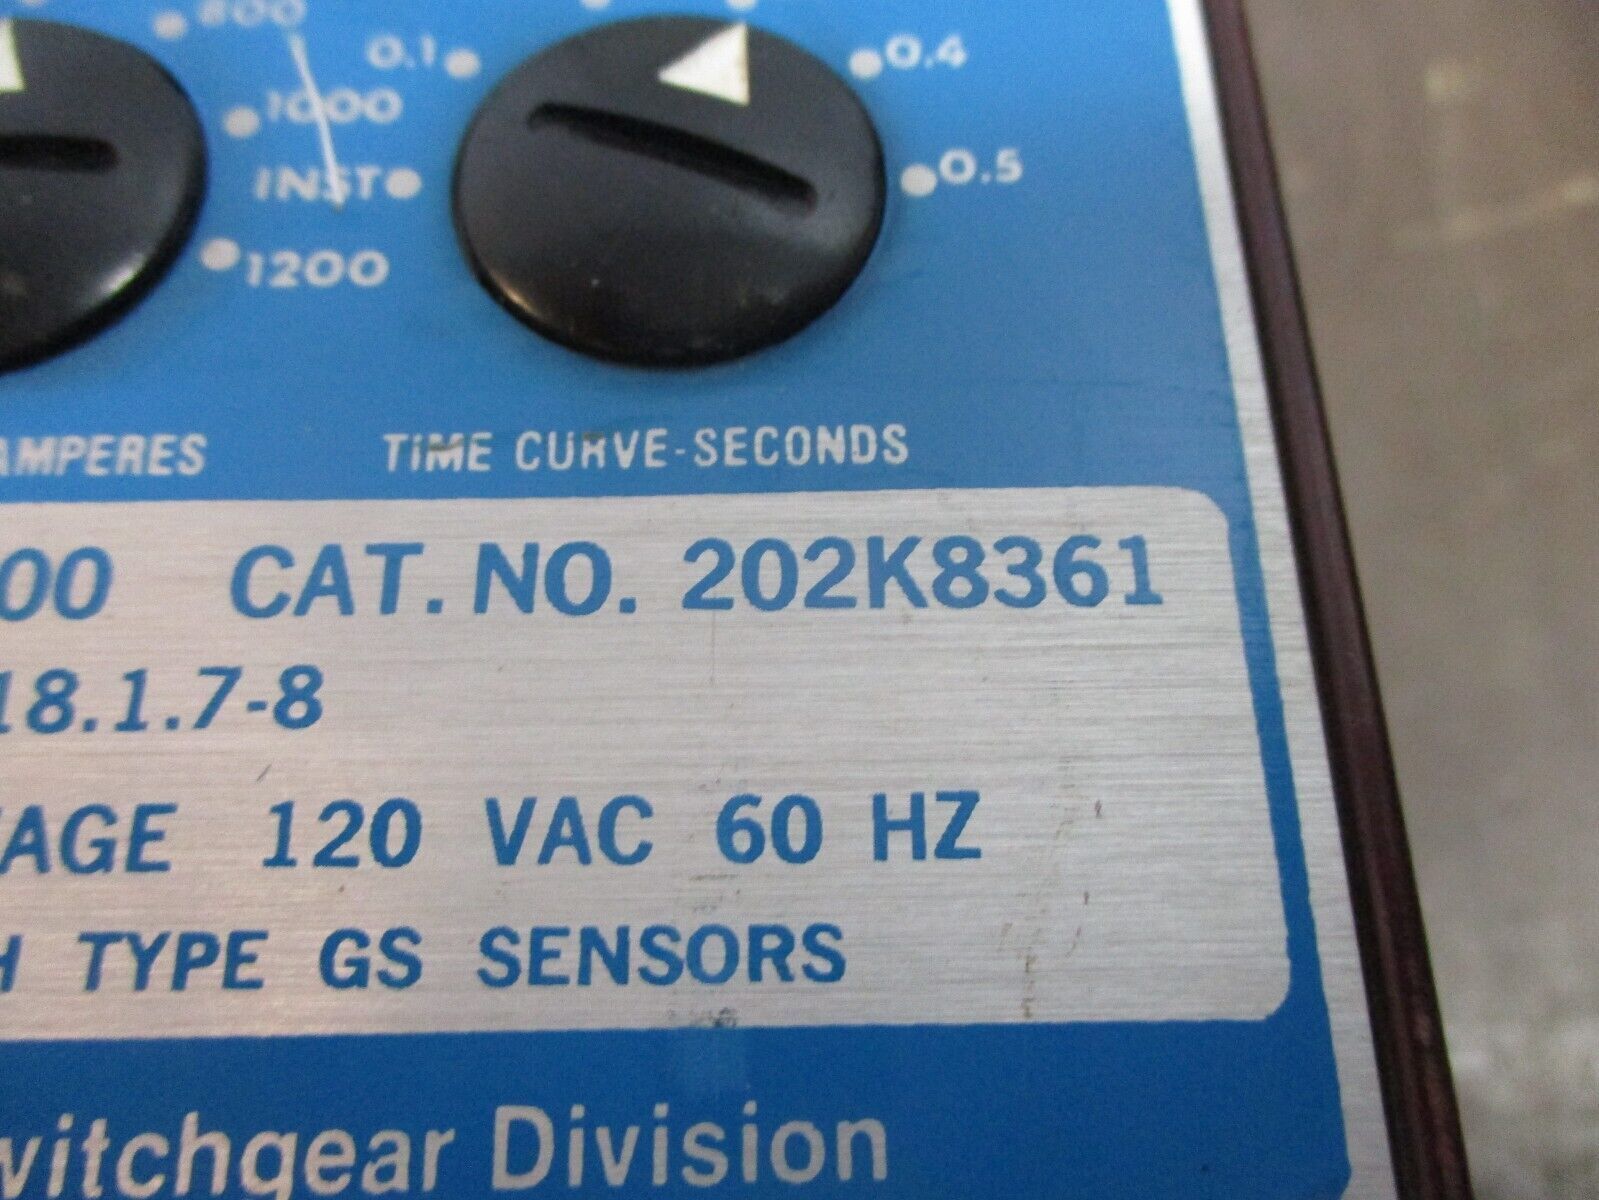 800
0.1 0.4
1000
INST 0.5
1200
AMPERES TIME CURVE-SECONDS
00 CAT. NO. 202K8361
18.1.7-8
AGE 120 VAC 60 HZ
H TYPE GS SENSORS
witchgear Division